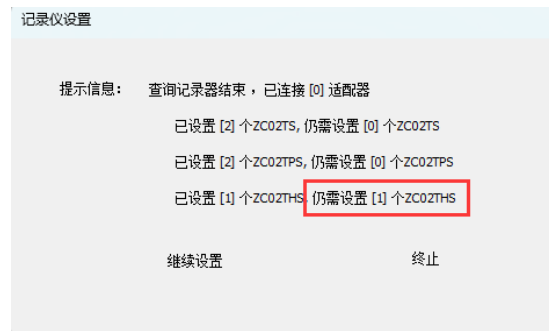 记录仪设置
提示信息： 查询记录器结束 ，已连接 [0] 适配器
已设置 [2] 个ZC02TS, 仍需设置 [0] 个ZC02TS
已设置 [2] 个ZC02TPS, 仍需设置 [0] 个ZC02TPS
已设置 [1] 个ZC02THS, 仍需设置 [1] 个ZC02THS
继续设置 终止